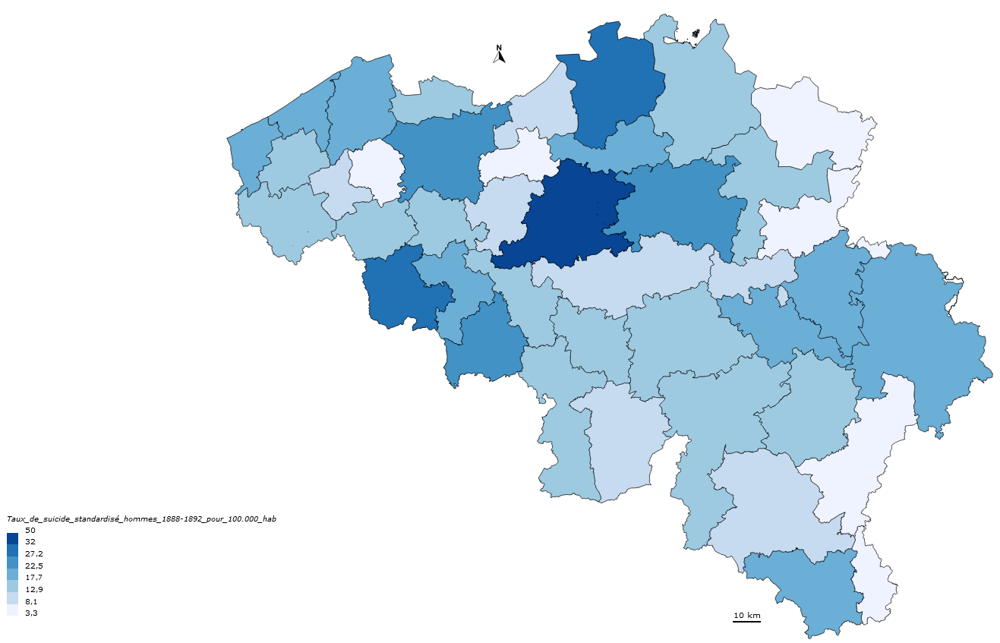 N
Taux_de_suicide_standardisé_hommes_1888-1892_pour_100.000_hab
50
32
27,2
22,5
17,7
12,9
8,1
3,3
10 km